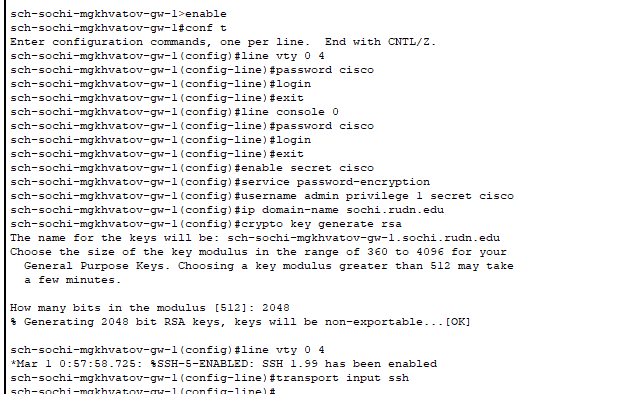 sch-sochi-mgkhvatov-gw-1>enable
sch-sochi-mgkhvatov-gw-1#conf t
Enter configuration commands, one per line.  End with CNTL/Z.
sch-sochi-mgkhvatov-gw-1(config)#line vty 0 4
sch-sochi-mgkhvatov-gw-1(config-line)#password cisco
sch-sochi-mgkhvatov-gw-1(config-line)#login
sch-sochi-mgkhvatov-gw-1(config-line)#exit
sch-sochi-mgkhvatov-gw-1(config)#line console 0
sch-sochi-mgkhvatov-gw-1(config-line)#password cisco
sch-sochi-mgkhvatov-gw-1(config-line)#login
sch-sochi-mgkhvatov-gw-1(config-line)#exit
sch-sochi-mgkhvatov-gw-1(config)#enable secret cisco
sch-sochi-mgkhvatov-gw-1(config)#service password-encryption
sch-sochi-mgkhvatov-gw-1(config)#username admin privilege 1 secret cisco
sch-sochi-mgkhvatov-gw-1(config)#ip domain-name sochi.rudn.edu
sch-sochi-mgkhvatov-gw-1(config)#crypto key generate rsa
The name for the keys will be: sch-sochi-mgkhvatov-gw-1.sochi.rudn.edu
Choose the size of the key modulus in the range of 360 to 4096 for your
  General Purpose Keys. Choosing a key modulus greater than 512 may take
  a few minutes.

How many bits in the modulus [512]: 2048
% Generating 2048 bit RSA keys, keys will be non-exportable...[OK]

sch-sochi-mgkhvatov-gw-1(config)#line vty 0 4
*Mar 1 0:57:58.725: %SSH-5-ENABLED: SSH 1.99 has been enabled
sch-sochi-mgkhvatov-gw-1(config-line)#transport input ssh
sch-sochi-mgkhvatov-gw-1(config-line)#